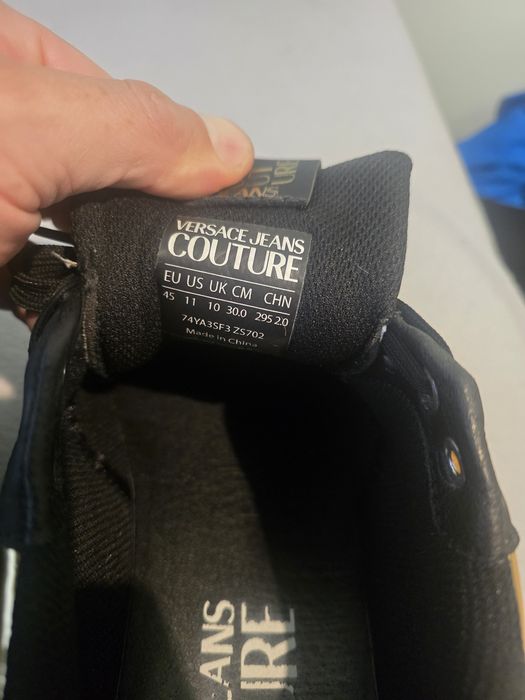 VERSACE JEANS
COUTURE
EU US UK CM CHN
45 11 10 30.0 295 2.0
74YA3SF3 ZS702
Made in China